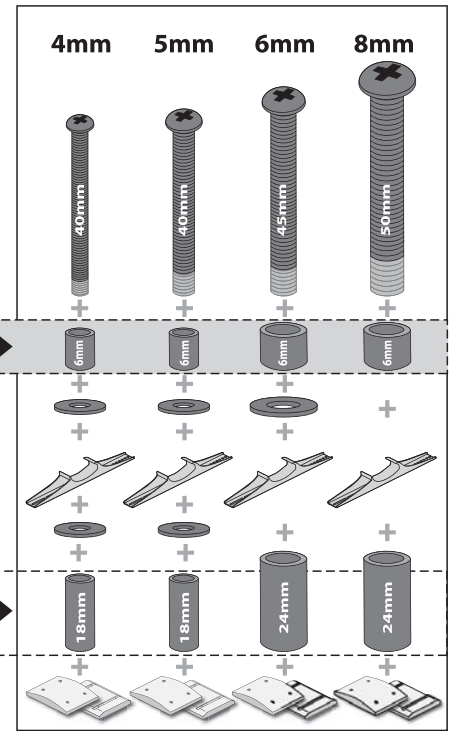 4mm 5mm 6mm 8mm
40mm 40mm 45mm 50mm
+ + + +
6mm 6mm 6mm 6mm
+ + +
+
+ + +
+ +
+ +
+ +
18mm 18mm 24mm 24mm
+ + + +